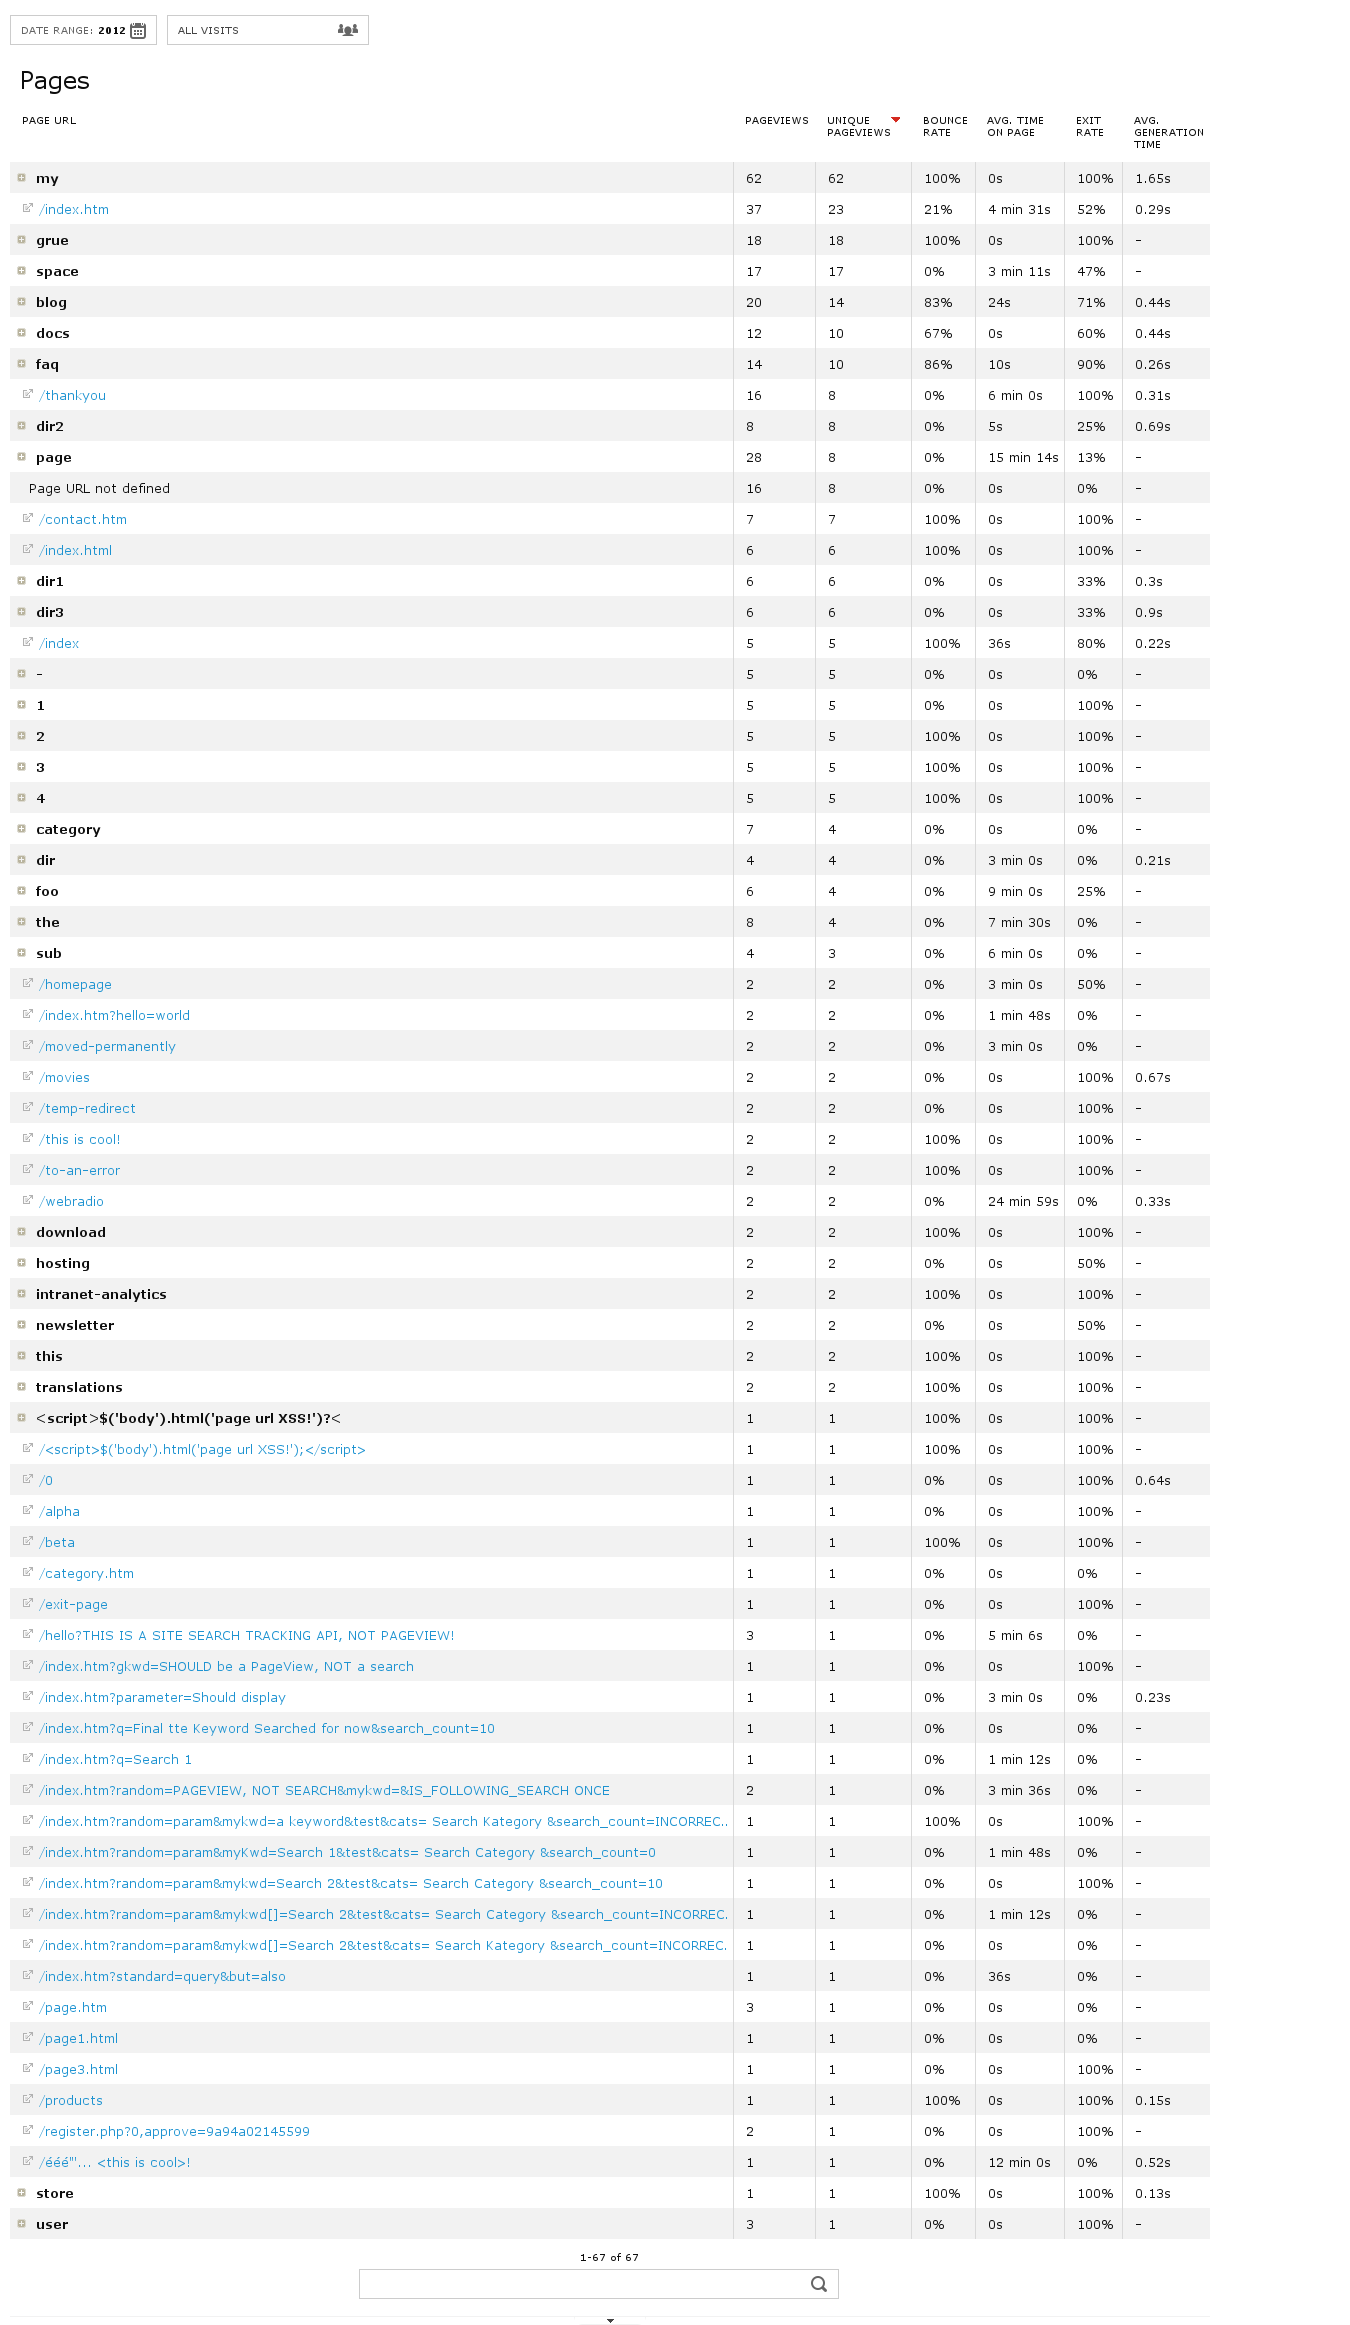 DATE RANGE: 2012 ALL VISITS
Pages
PAGE URL PAGEVIEWS UNIQUE PAGEVIEWS BOUNCE RATE AVG. TIME ON PAGE EXIT RATE AVG. GENERATION TIME
my 62 62 100% 0s 100% 1.65s
/index.htm 37 23 21% 4 min 31s 52% 0.29s
grue 18 18 100% 0s 100% -
space 17 17 0% 3 min 11s 47% -
blog 20 14 83% 24s 71% 0.44s
docs 12 10 67% 0s 60% 0.44s
faq 14 10 86% 10s 90% 0.26s
/thankyou 16 8 0% 6 min 0s 100% 0.31s
dir2 8 8 0% 5s 25% 0.69s
page 28 8 0% 15 min 14s 13% -
Page URL not defined 16 8 0% 0s 0% -
/contact.htm 7 7 100% 0s 100% -
/index.html 6 6 100% 0s 100% -
dir1 6 6 0% 0s 33% 0.3s
dir3 6 6 0% 0s 33% 0.9s
/index 5 5 100% 36s 80% 0.22s
- 5 5 0% 0s 0% -
1 5 5 0% 0s 100% -
2 5 5 100% 0s 100% -
3 5 5 100% 0s 100% -
4 5 5 100% 0s 100% -
category 7 4 0% 0s 0% -
dir 4 4 0% 3 min 0s 0% 0.21s
foo 6 4 0% 9 min 0s 25% -
the 8 4 0% 7 min 30s 0% -
sub 4 3 0% 6 min 0s 0% -
/homepage 2 2 0% 3 min 0s 50% -
/index.htm?hello=world 2 2 0% 1 min 48s 0% -
/moved-permanently 2 2 0% 3 min 0s 0% -
/movies 2 2 0% 0s 100% 0.67s
/temp-redirect 2 2 0% 0s 100% -
/this is cool! 2 2 100% 0s 100% -
/to-an-error 2 2 100% 0s 100% -
/webradio 2 2 0% 24 min 59s 0% 0.33s
download 2 2 100% 0s 100% -
hosting 2 2 0% 0s 50% -
intranet-analytics 2 2 100% 0s 100% -
newsletter 2 2 0% 0s 50% -
this 2 2 100% 0s 100% -
translations 2 2 100% 0s 100% -
<script>$('body').html('page url XSS!')?< 1 1 100% 0s 100% -
/<script>$('body').html('page url XSS!');</script> 1 1 100% 0s 100% -
/0 1 1 0% 0s 100% 0.64s
/alpha 1 1 0% 0s 100% -
/beta 1 1 100% 0s 100% -
/category.htm 1 1 0% 0s 0% -
/exit-page 1 1 0% 0s 100% -
/hello?THIS IS A SITE SEARCH TRACKING API, NOT PAGEVIEW! 3 1 0% 5 min 6s 0% -
/index.htm?gkwd=SHOULD be a PageView, NOT a search 1 1 0% 0s 100% -
/index.htm?parameter=Should display 1 1 0% 3 min 0s 0% 0.23s
/index.htm?q=Final tte Keyword Searched for now&search_count=10 1 1 0% 0s 0% -
/index.htm?q=Search 1 1 1 0% 1 min 12s 0% -
/index.htm?random=PAGEVIEW, NOT SEARCH&mykwd=&IS_FOLLOWING_SEARCH ONCE 2 1 0% 3 min 36s 0% -
/index.htm?random=param&mykwd=a keyword&test&cats= Search Kategory &search_count=INCORREC.. 1 1 100% 0s 100% -
/index.htm?random=param&myKwd=Search 1&test&cats= Search Category &search_count=0 1 1 0% 1 min 48s 0% -
/index.htm?random=param&mykwd=Search 2&test&cats= Search Category &search_count=10 1 1 0% 0s 100% -
/index.htm?random=param&mykwd[]=Search 2&test&cats= Search Category &search_count=INCORREC. 1 1 0% 1 min 12s 0% -
/index.htm?random=param&mykwd[]=Search 2&test&cats= Search Kategory &search_count=INCORREC. 1 1 0% 0s 0% -
/index.htm?standard=query&but=also 1 1 0% 36s 0% -
/page.htm 3 1 0% 0s 0% -
/page1.html 1 1 0% 0s 0% -
/page3.html 1 1 0% 0s 100% -
/products 1 1 100% 0s 100% 0.15s
/register.php?0,approve=9a94a02145599 2 1 0% 0s 100% -
/ééé"'... <this is cool>! 1 1 0% 12 min 0s 0% 0.52s
store 1 1 100% 0s 100% 0.13s
user 3 1 0% 0s 100% -
1-67 of 67